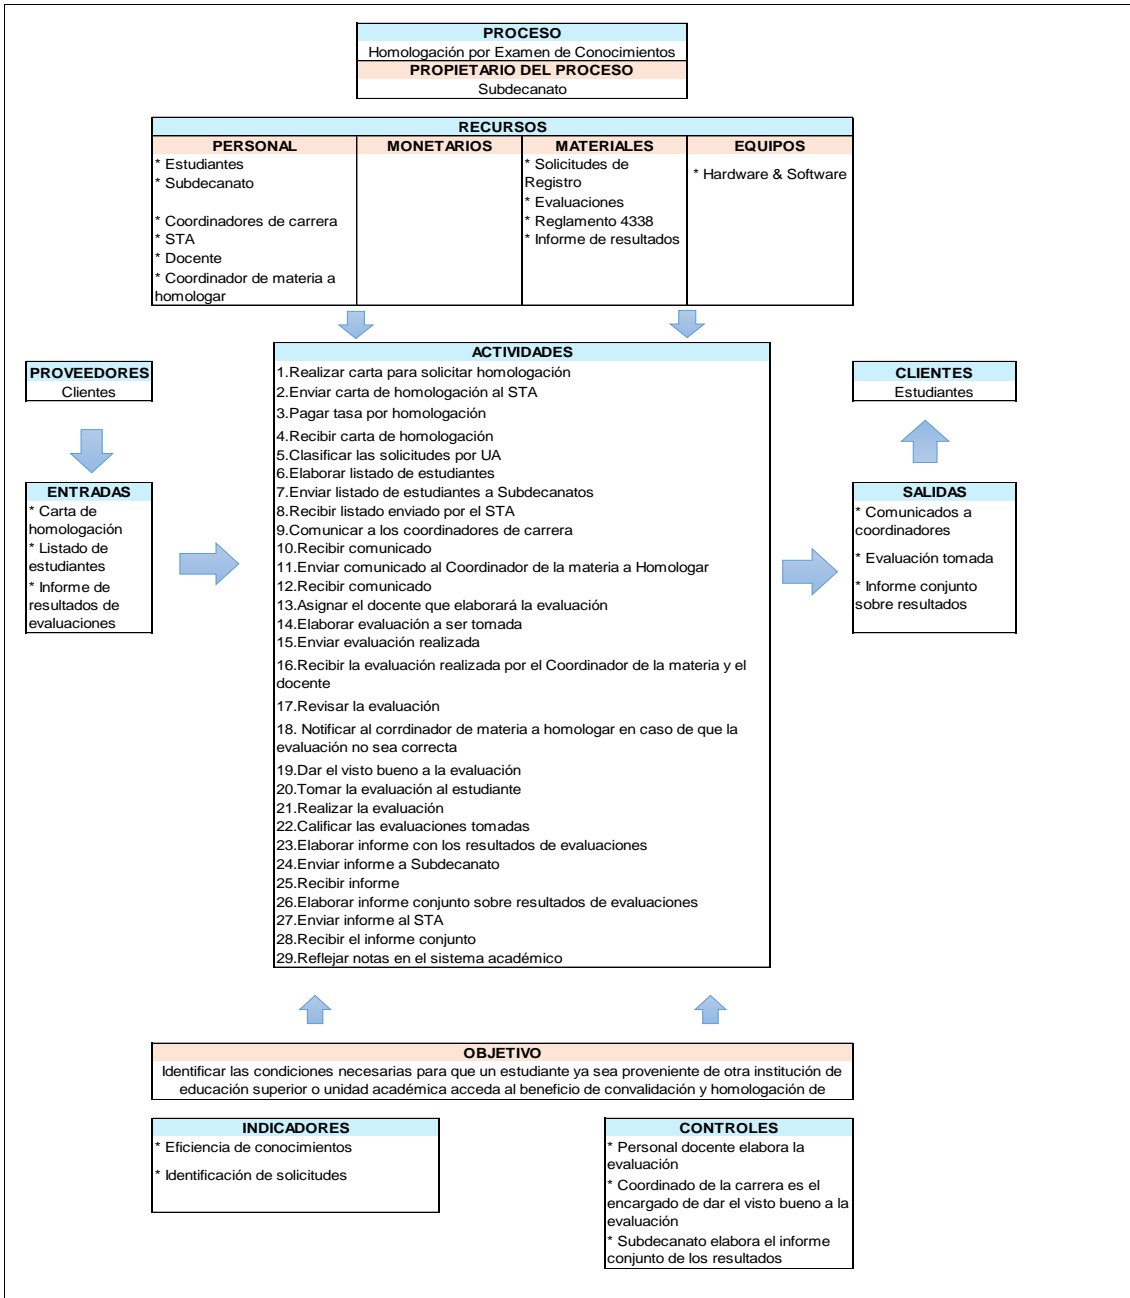 PROCESO
Homologación por Examen de Conocimientos
PROPIETARIO DEL PROCESO
Subdecanato
RECURSOS
PERSONAL
* Estudiantes
* Subdecanato
* Coordinadores de carrera
* STA
* Docente
* Coordinador de materia a
homologar
MONETARIOS
MATERIALES
* Solicitudes de
Registro
* Evaluaciones
* Reglamento 4338
* Informe de resultados
EQUIPOS
* Hardware & Software
PROVEEDORES
Clientes
ENTRADAS
* Carta de
homologación
* Listado de
estudiantes
* Informe de
resultados de
evaluaciones
ACTIVIDADES
1.Realizar carta para solicitar homologación
2.Enviar carta de homologación al STA
3.Pagar tasa por homologación
4.Recibir carta de homologación
5.Clasificar las solicitudes por UA
6.Elaborar listado de estudiantes
7.Enviar listado de estudiantes a Subdecanatos
8.Recibir listado enviado por el STA
9.Comunicar a los coordinadores de carrera
10.Recibir comunicado
11.Enviar comunicado al Coordinador de la materia a Homologar
12.Recibir comunicado
13.Asignar el docente que elaborará la evaluación
14.Elaborar evaluación a ser tomada
15.Enviar evaluación realizada
16.Recibir la evaluación realizada por el Coordinador de la materia y el
docente
17.Revisar la evaluación
18. Notificar al corrdinador de materia a homologar en caso de que la
evaluación no sea correcta
19.Dar el visto bueno a la evaluación
20.Tomar la evaluación al estudiante
21.Realizar la evaluación
22.Calificar las evaluaciones tomadas
23.Elaborar informe con los resultados de evaluaciones
24.Enviar informe a Subdecanato
25.Recibir informe
26.Elaborar informe conjunto sobre resultados de evaluaciones
27.Enviar informe al STA
28.Recibir el informe conjunto
29.Reflejar notas en el sistema académico
CLIENTES
Estudiantes
SALIDAS
* Comunicados a
coordinadores
* Evaluación tomada
* Informe conjunto
sobre resultados
OBJETIVO
Identificar las condiciones necesarias para que un estudiante ya sea proveniente de otra institución de
educación superior o unidad académica acceda al beneficio de convalidación y homologación de
INDICADORES
* Eficiencia de conocimientos
* Identificación de solicitudes
CONTROLES
* Personal docente elabora la
evaluación
* Coordinado de la carrera es el
encargado de dar el visto bueno a la
evaluación
* Subdecanato elabora el informe
conjunto de los resultados